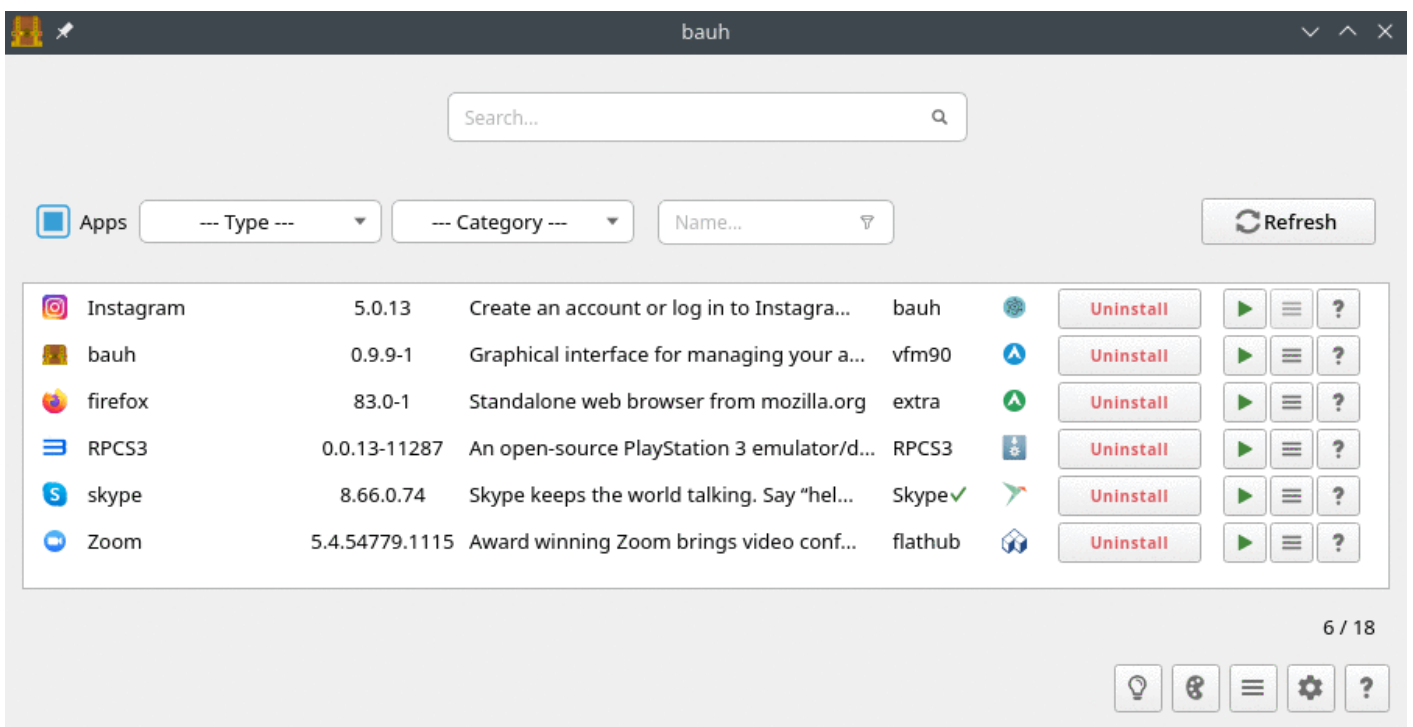 bauh
Search...
Apps --- Type --- --- Category --- Name... Refresh
Instagram 5.0.13 Create an account or log in to Instagra... bauh Uninstall ?
bauh 0.9.9-1 Graphical interface for managing your a... vfm90 Uninstall ?
firefox 83.0-1 Standalone web browser from mozilla.org extra Uninstall ?
RPCS3 0.0.13-11287 An open-source PlayStation 3 emulator/d... RPCS3 Uninstall ?
skype 8.66.0.74 Skype keeps the world talking. Say “hel... Skype Uninstall ?
Zoom 5.4.54779.1115 Award winning Zoom brings video conf... flathub Uninstall ?
6 / 18
?